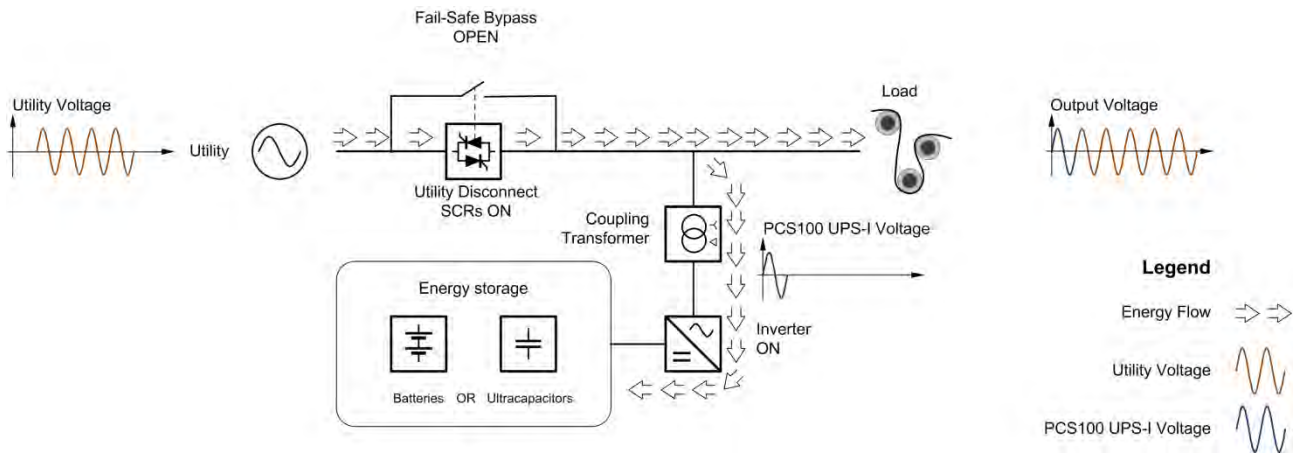 Fail-Safe Bypass
OPEN
Utility Voltage
Utility
Utility Disconnect
SCRs ON
Load
Output Voltage
Coupling
Transformer
PCS100 UPS-I Voltage
Energy storage
Batteries OR Ultracapacitors
Inverter
ON
Legend
Energy Flow
Utility Voltage
PCS100 UPS-I Voltage